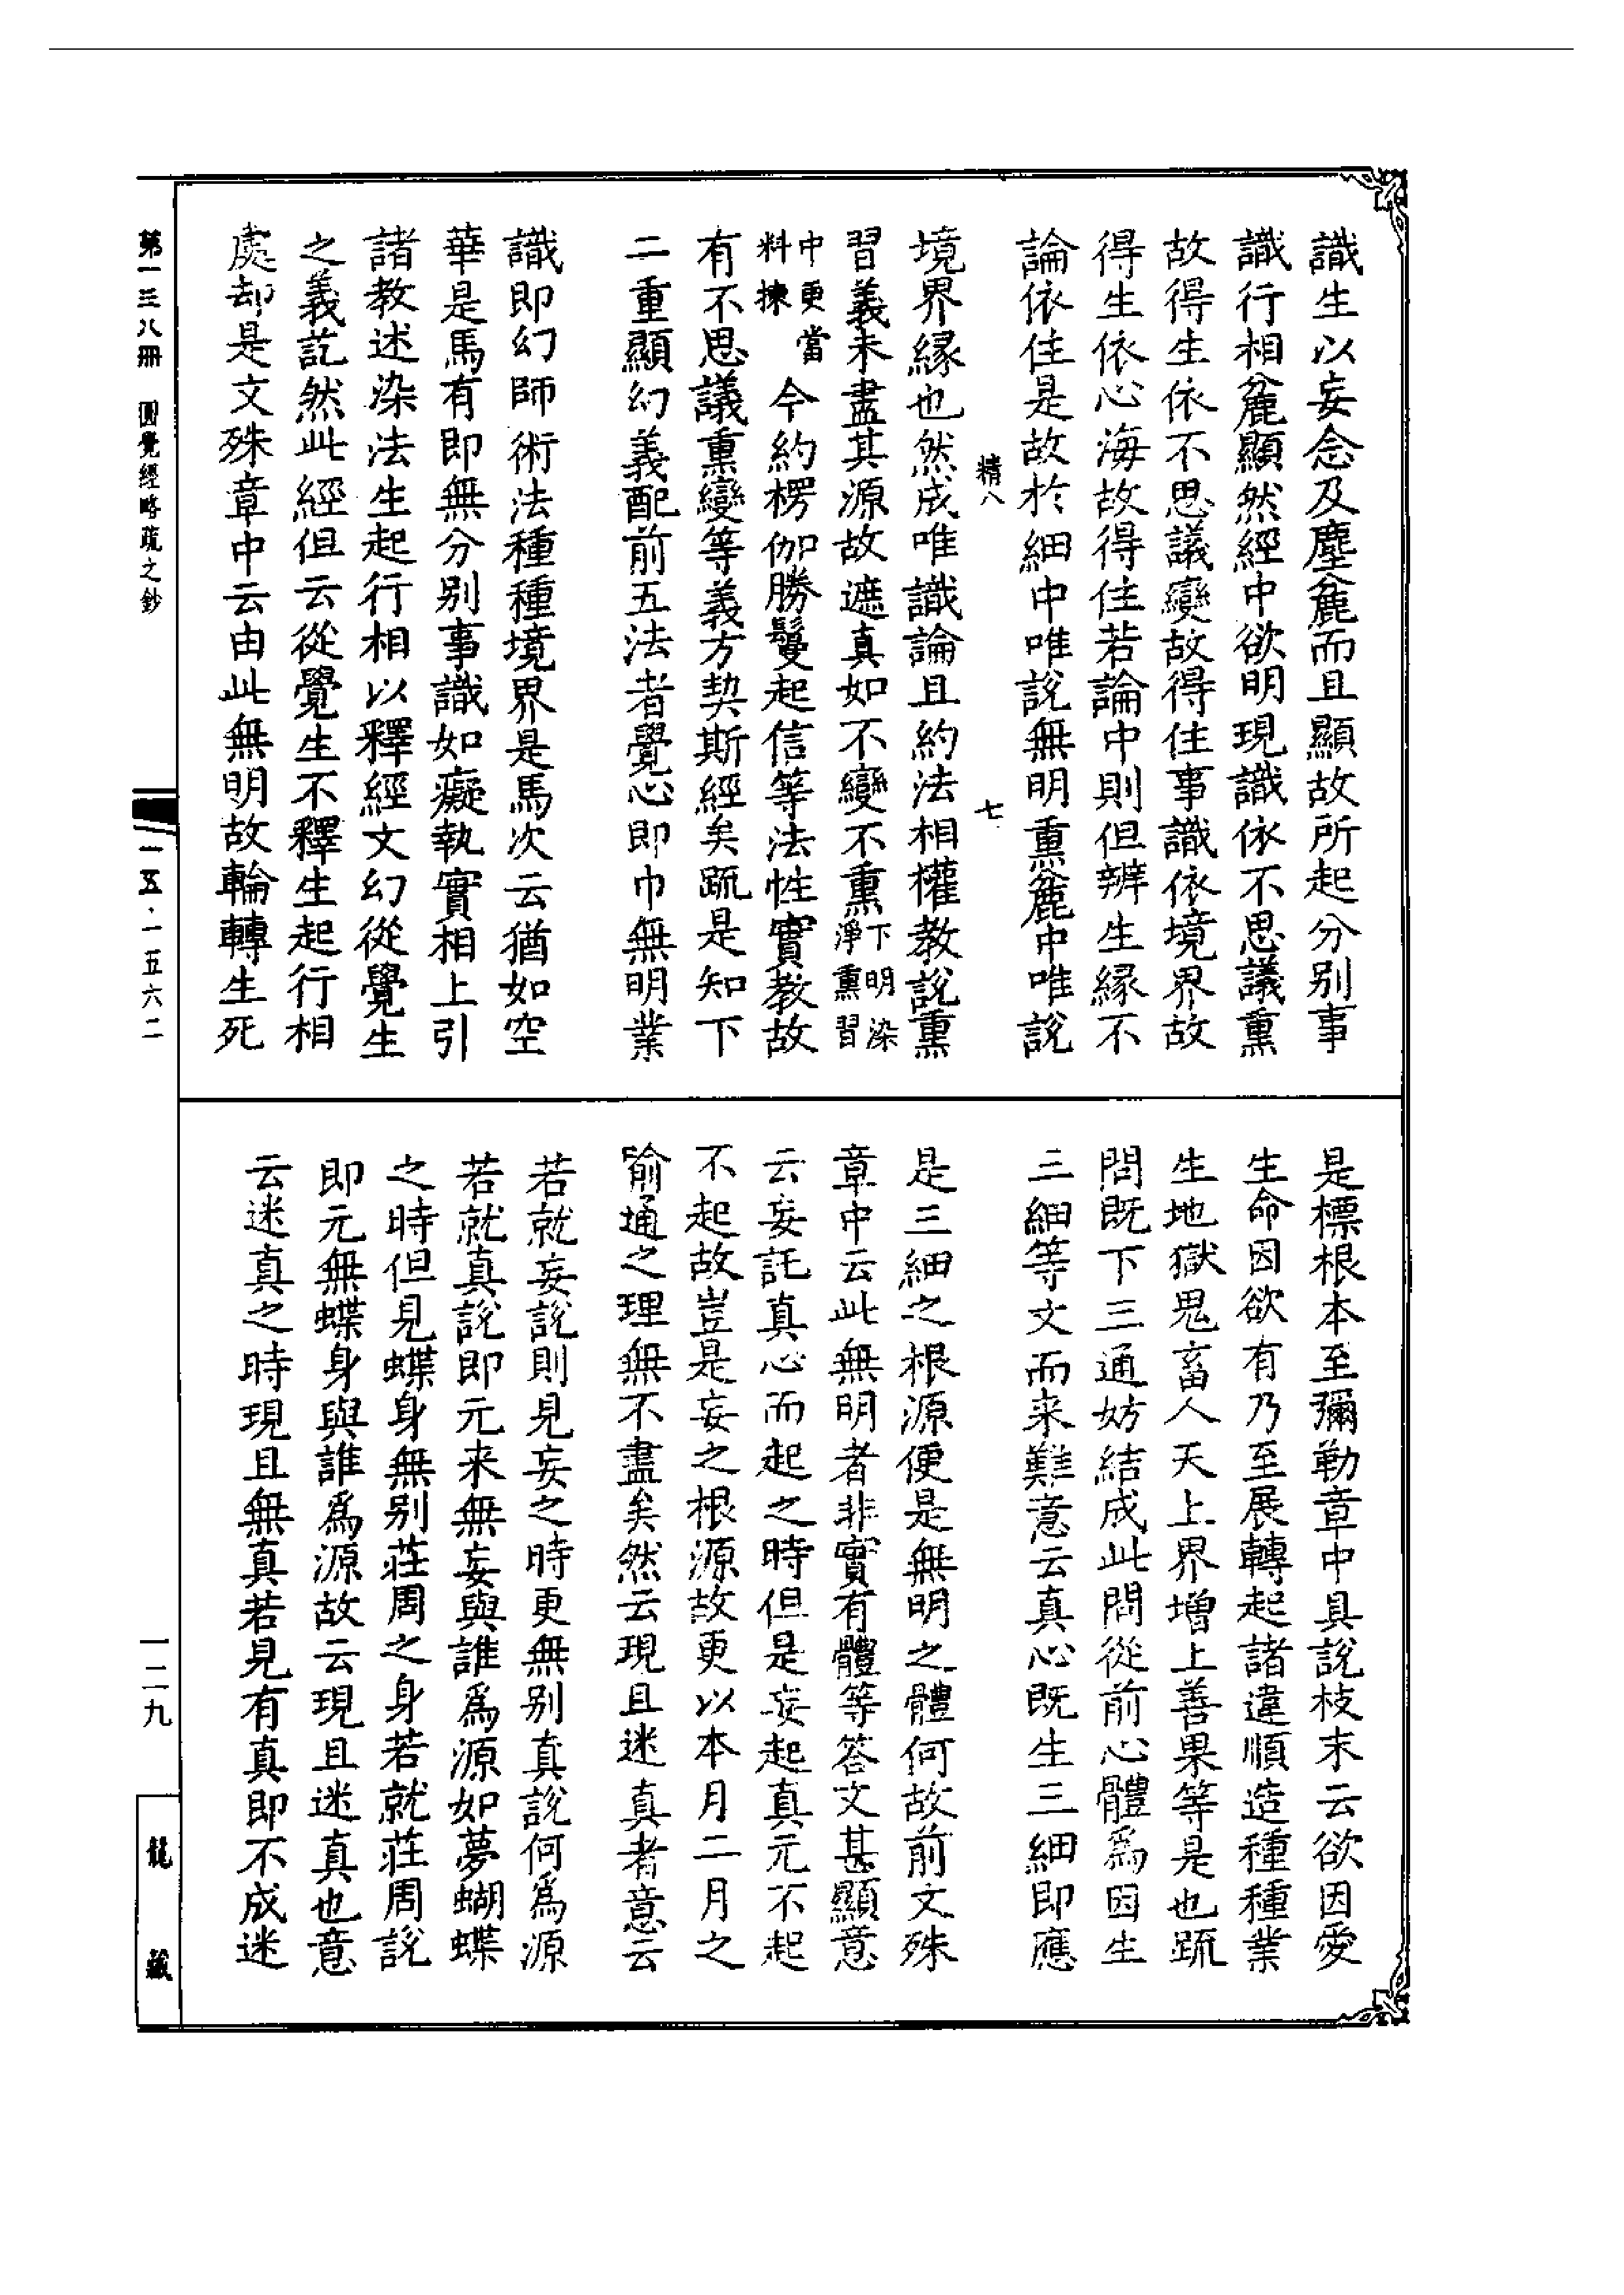 識生以妄念及塵麄而且顯故所起分別事
識行相麄顯然經中欲明現識依不思議熏
故得生依不思議變故得住事識依境界故
得生依心海故得住若論中則但辨生緣不
論依住是故於細中唯說無明熏麄中唯說
精八 七
境界緣也然成唯識論且約法相權教說熏
習義未盡其源故遮真如不變不熏下明染淨熏習
中更當料揀今約楞伽勝鬘起信等法性實教故
有不思議熏變等義方契斯經矣疏是知下
二重顯幻義配前五法者覺心即巾無明業
識即幻師術法種種境界是馬次云猶如空
華是馬有即無分別事識如癡執實相上引
諸教述染法生起行相以釋經文幻從覺生
之義訖然此經但云從覺生不釋生起行相
處却是文殊章中云由此無明故輪轉生死
是標根本至彌勒章中具說枝末云欲因愛
生命因欲有乃至展轉起諸違順造種種業
生地獄鬼畜人天上界增上善果等是也疏
問既下三通妨結成此問從前心體為因生
三細等文而来難意云真心既生三細即應
是三細之根源便是無明之體何故前文殊
章中云此無明者非實有體等答文甚顯意
云妄託真心而起之時但是妄起真元不起
不起故豈是妄之根源故更以本月二月之
喻通之理無不盡矣然云現且迷真者意云
若就妄說則見妄之時更無別真說何為源
若就真說即元来無妄與誰為源如夢蝴蝶
之時但見蝶身無別莊周之身若就莊周說
即元無蝶身與誰為源故云現且迷真也意
云迷真之時現且無真若見有真即不成迷
第一三八冊 圓覺經略疏之鈔
一五·一五六二
一二九
龍藏